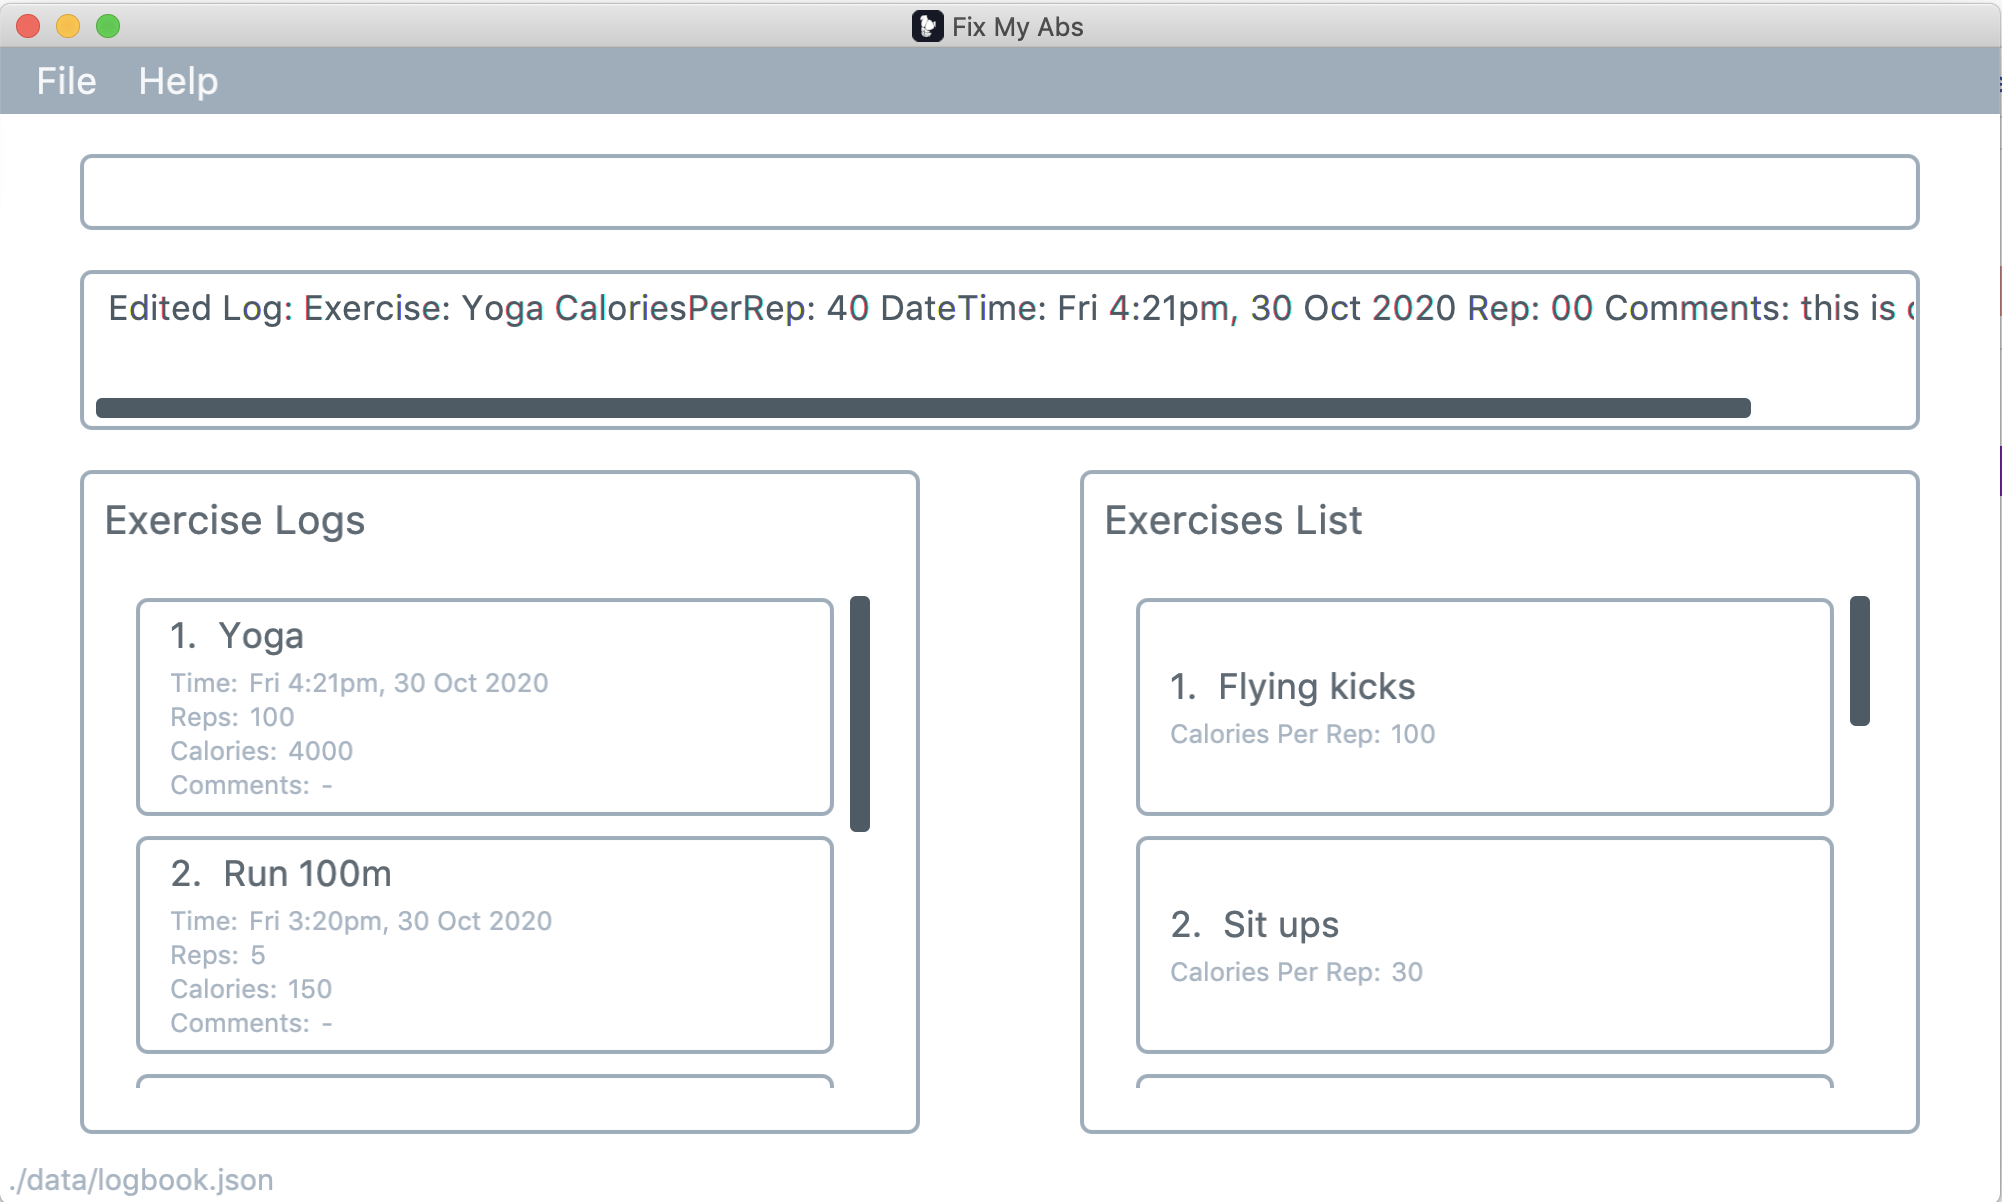 Fix My Abs
File Help
Edited Log: Exercise: Yoga CaloriesPerRep: 40 DateTime: Fri 4:21pm, 30 Oct 2020 Rep: 00 Comments: this is
Exercise Logs
1. Yoga
Time: Fri 4:21pm, 30 Oct 2020
Reps: 100
Calories: 4000
Comments: -
2. Run 100m
Time: Fri 3:20pm, 30 Oct 2020
Reps: 5
Calories: 150
Comments: -
Exercises List
1. Flying kicks
Calories Per Rep: 100
2. Sit ups
Calories Per Rep: 30
./data/logbook.json